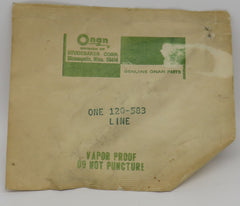 Onan
DIVISION OF
STUDEBAKER CORP.
Minneapolis, Minn. 55414
GENUINE ONAN PARTS
ONE 120-583
LINE
VAPOR PROOF
DO NOT PUNCTURE